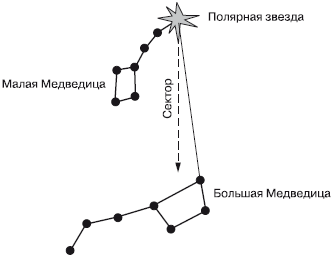 Полярная звезда
Малая Медведица
Сектор
Большая Медведица